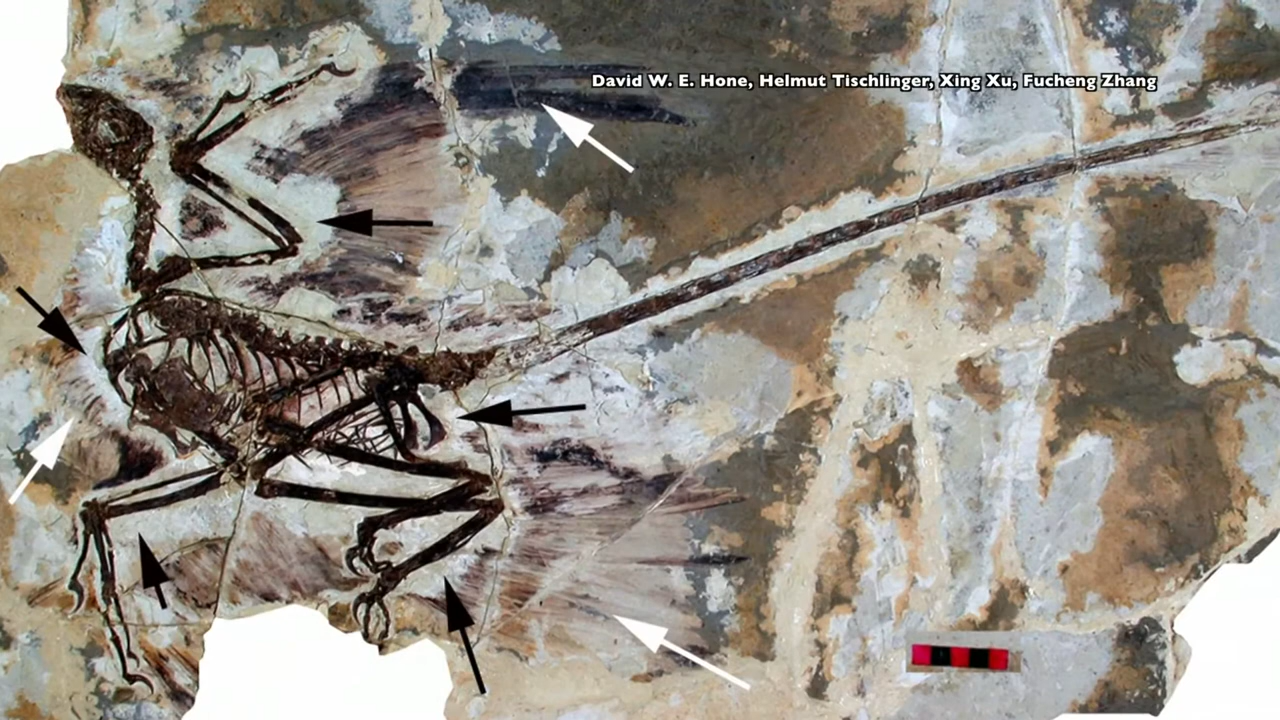 David W. E. Hone, Helmut Tischlinger, Xing Xu, Fucheng Zhang